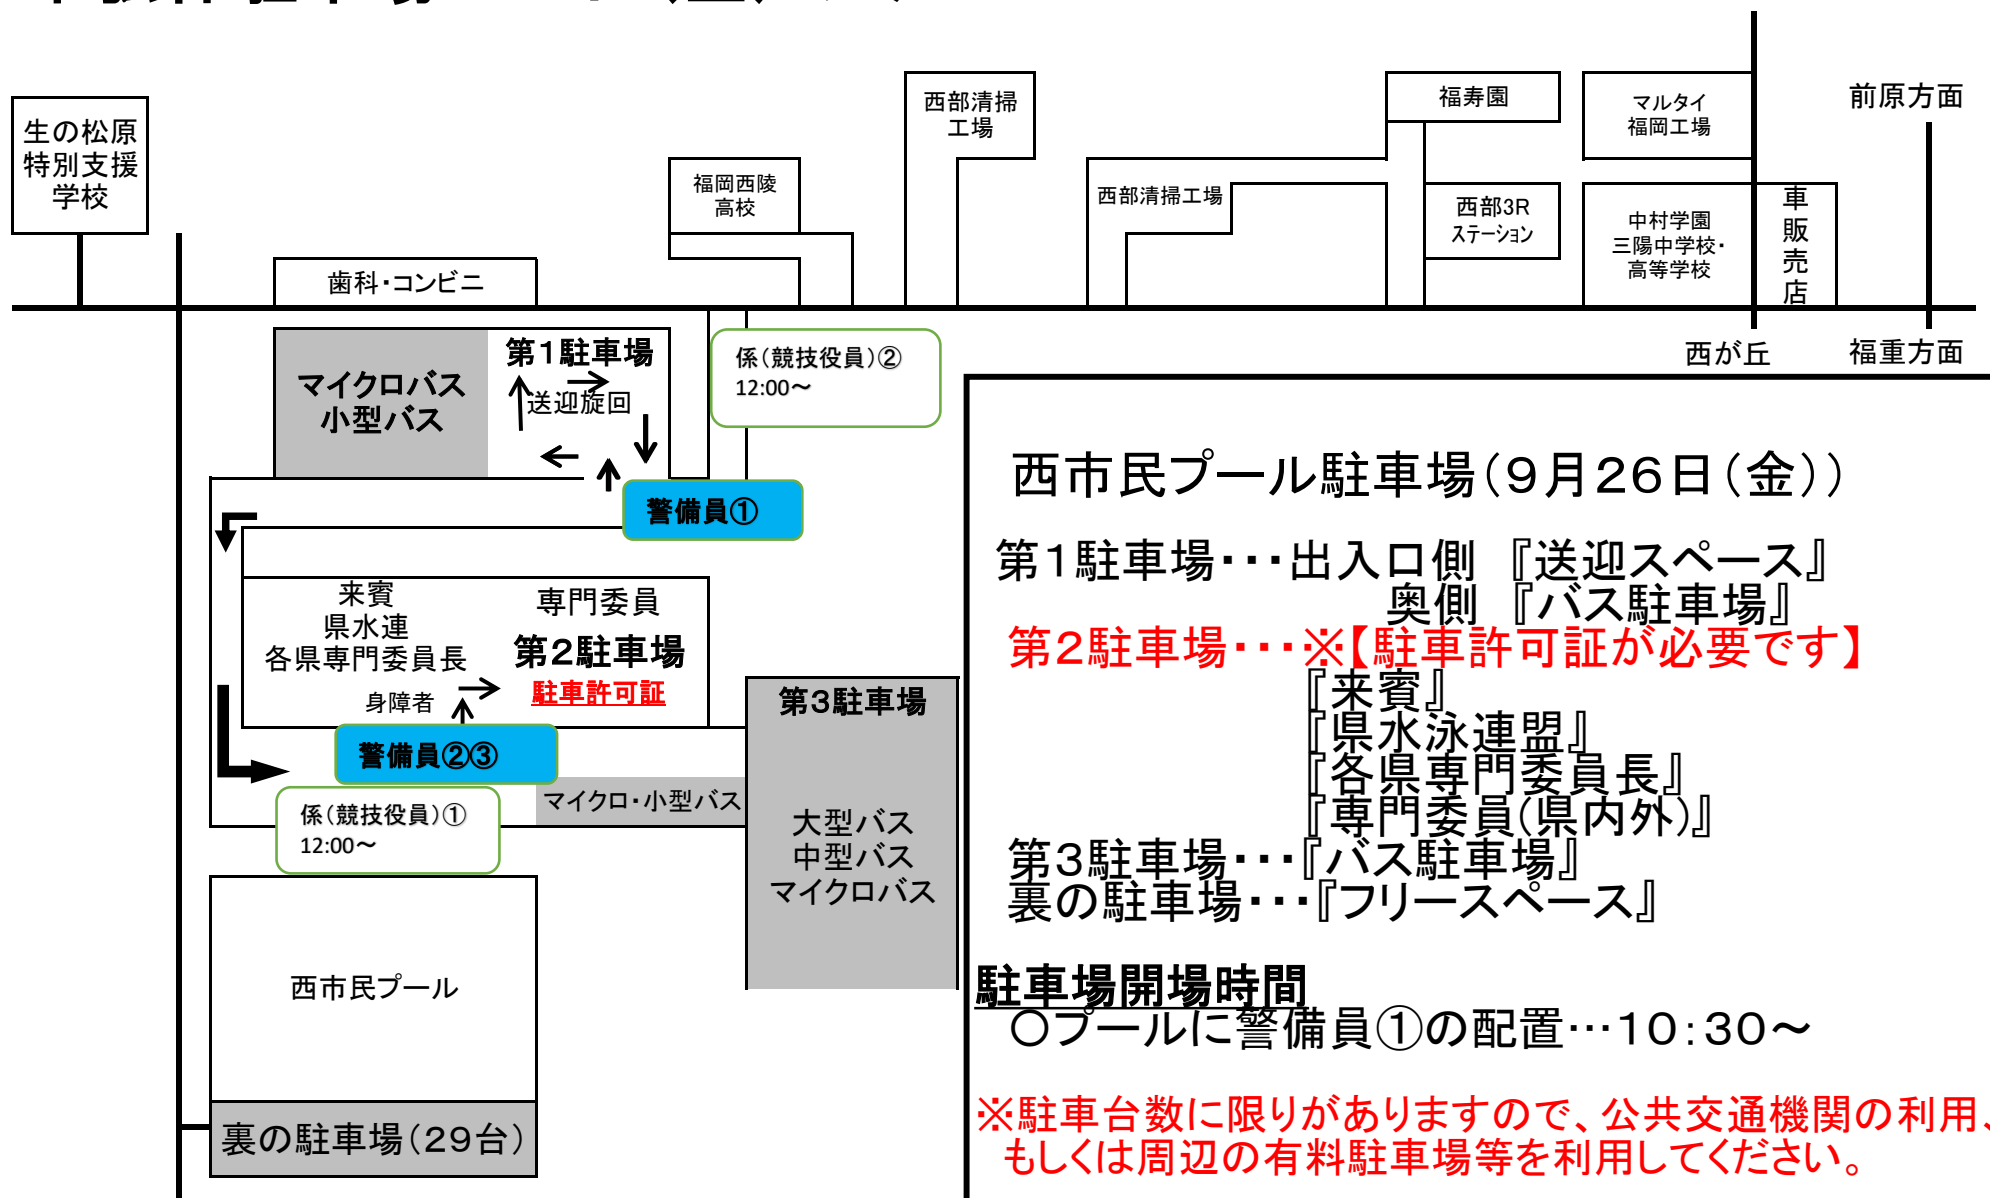 生の松原
特別支援
学校
歯科・コンビニ
福岡西陵
高校
西部清掃
工場
西部清掃工場
福寿園
西部3R
ステーション
マルタイ
福岡工場
中村学園
三陽中学校・
高等学校
車
販
売
店
前原方面
西が丘
福重方面
マイクロバス
小型バス
第1駐車場
送迎旋回
係(競技役員)②
12:00～
警備員①
来賓
県水連
各県専門委員長
身障者
専門委員
第2駐車場
駐車許可証
警備員②③
係(競技役員)①
12:00～
マイクロ・小型バス
第3駐車場
大型バス
中型バス
マイクロバス
西市民プール
裏の駐車場(29台)
西市民プール駐車場(9月26日(金))
第1駐車場・・・出入口側 『送迎スペース』
奥側 『バス駐車場』
第2駐車場・・・※【駐車許可証が必要です】
『来賓』
『県水泳連盟』
『各県専門委員長』
『専門委員(県内外)』
第3駐車場・・・『バス駐車場』
裏の駐車場・・・『フリースペース』
駐車場開場時間
○プールに警備員①の配置…10:30～
※駐車台数に限りがありますので、公共交通機関の利用、
もしくは周辺の有料駐車場等を利用してください。